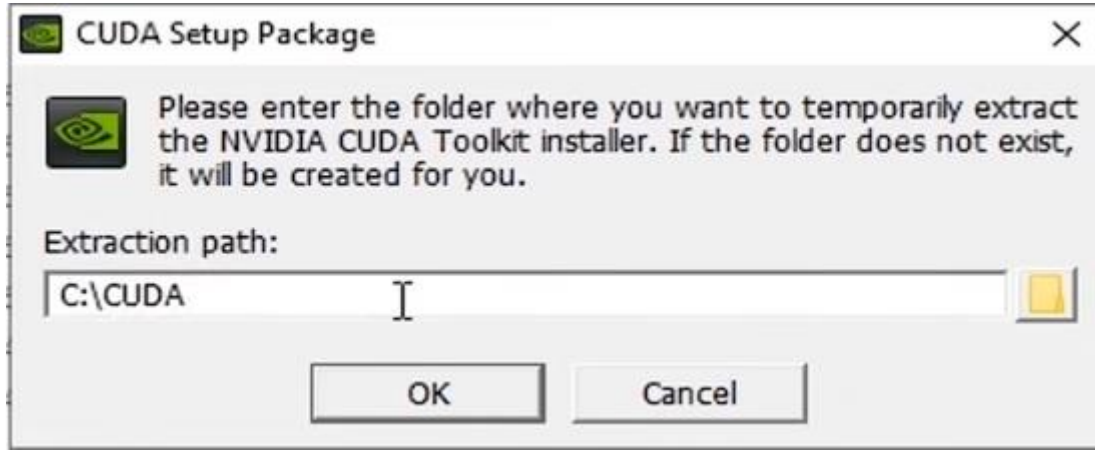 CUDA Setup Package
Please enter the folder where you want to temporarily extract
the NVIDIA CUDA Toolkit installer. If the folder does not exist,
it will be created for you.
Extraction path:
C:\CUDA
OK
Cancel